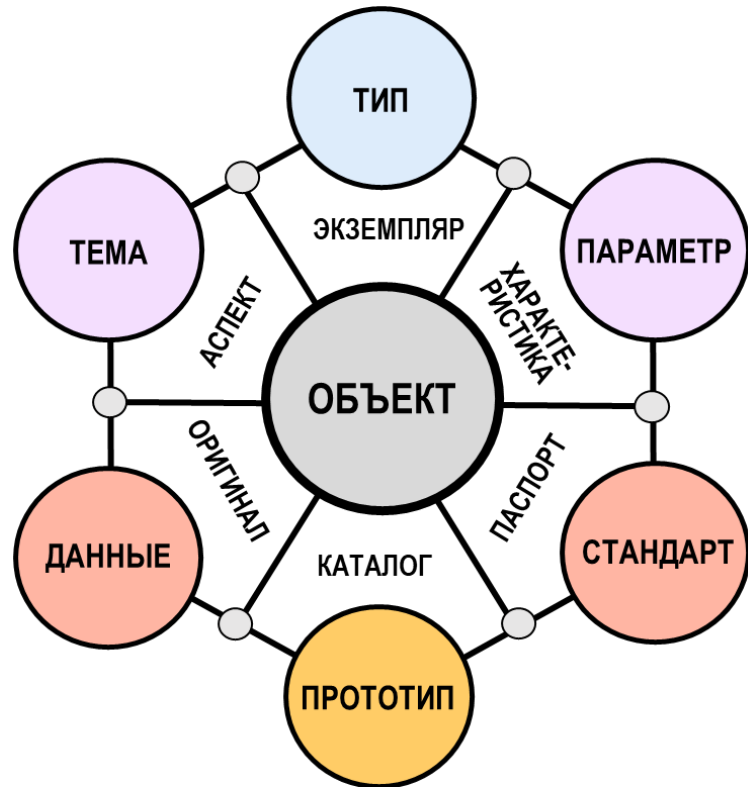 ТИП
ЭКЗЕМПЛЯР
ТЕМА
ПАРАМЕТР
АСПЕКТ
ХАРАКТЕ-
РИСТИКА
ОБЪЕКТ
ОРИГИНАЛ
ПАСПОРТ
ДАННЫЕ
СТАНДАРТ
КАТАЛОГ
ПРОТОТИП